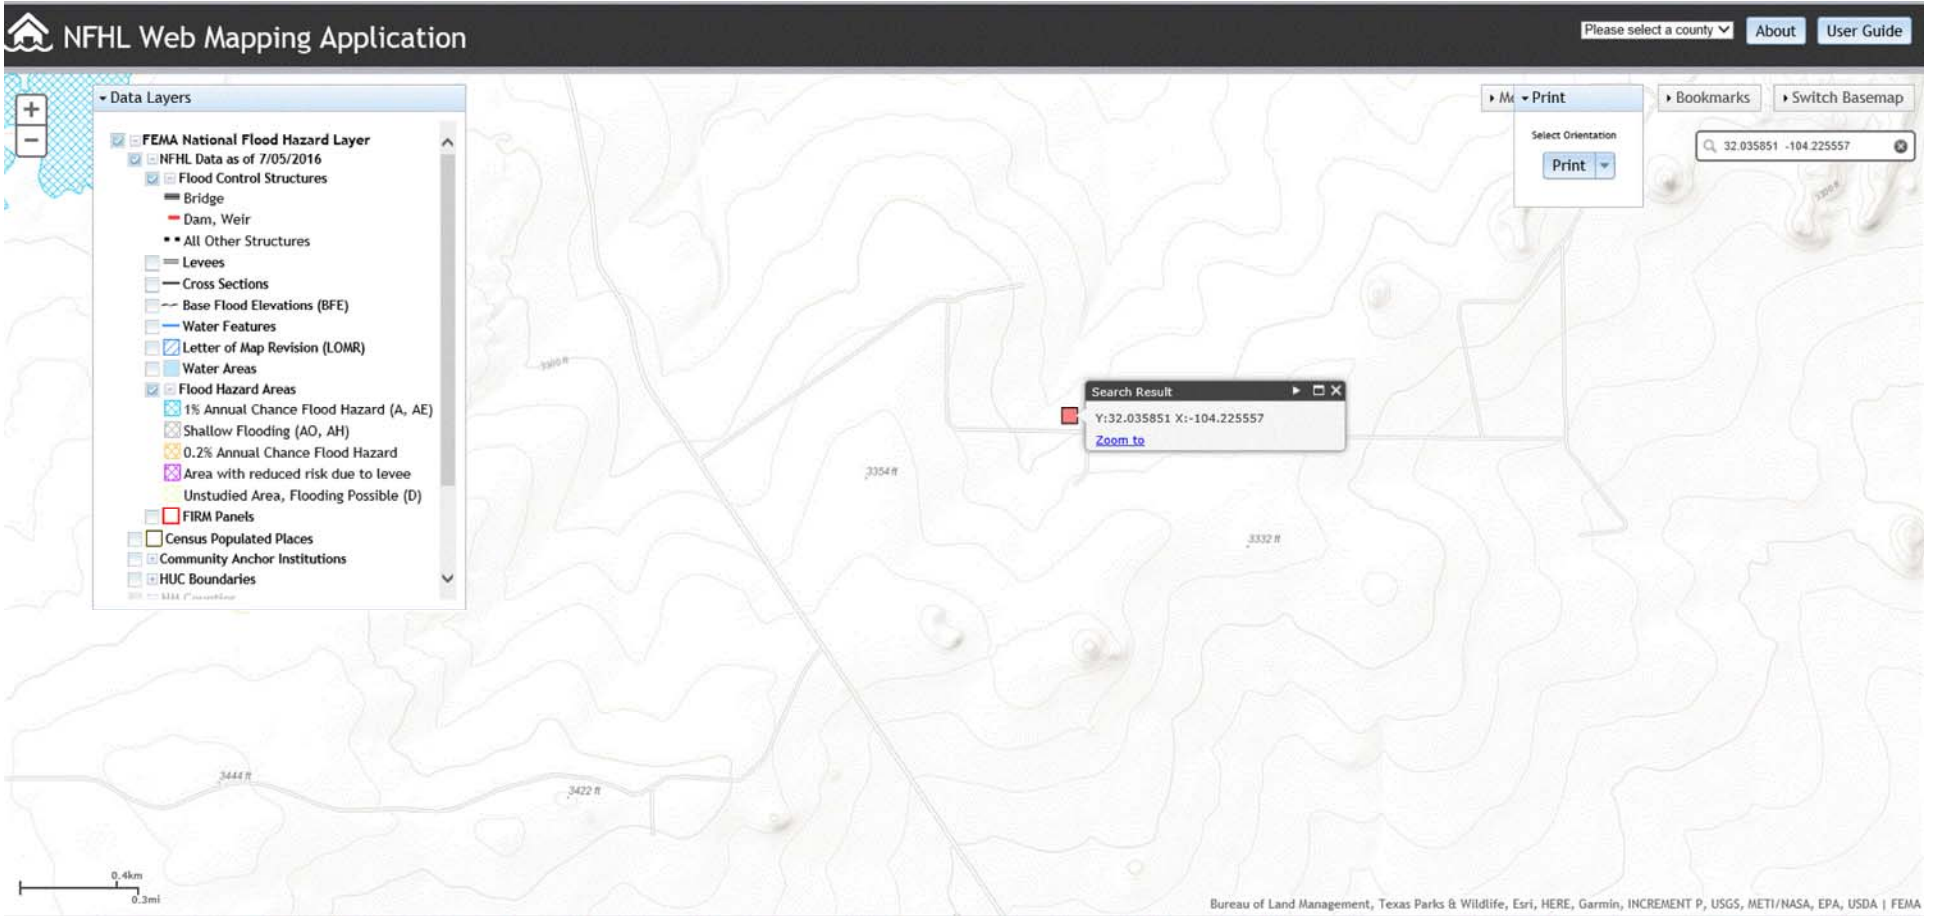 NFHL Web Mapping Application
Please select a county
About
User Guide
+
−
Data Layers
FEMA National Flood Hazard Layer
NFHL Data as of 7/05/2016
Flood Control Structures
Bridge
Dam, Weir
All Other Structures
Levees
Cross Sections
Base Flood Elevations (BFE)
Water Features
Letter of Map Revision (LOMR)
Water Areas
Flood Hazard Areas
1% Annual Chance Flood Hazard (A, AE)
Shallow Flooding (AO, AH)
0.2% Annual Chance Flood Hazard
Area with reduced risk due to levee
Unstudied Area, Flooding Possible (D)
FIRM Panels
Census Populated Places
Community Anchor Institutions
HUC Boundaries
Print
Select Orientation
Print
Bookmarks
Switch Basemap
32.035851 -104.225557
3300 ft
3300 ft
Search Result
Y:32.035851 X:-104.225557
Zoom to
3354 ft
3332 ft
3444 ft
3422 ft
0.4km
0.3mi
Bureau of Land Management, Texas Parks & Wildlife, Esri, HERE, Garmin, INCREMENT P, USGS, METI/NASA, EPA, USDA | FEMA